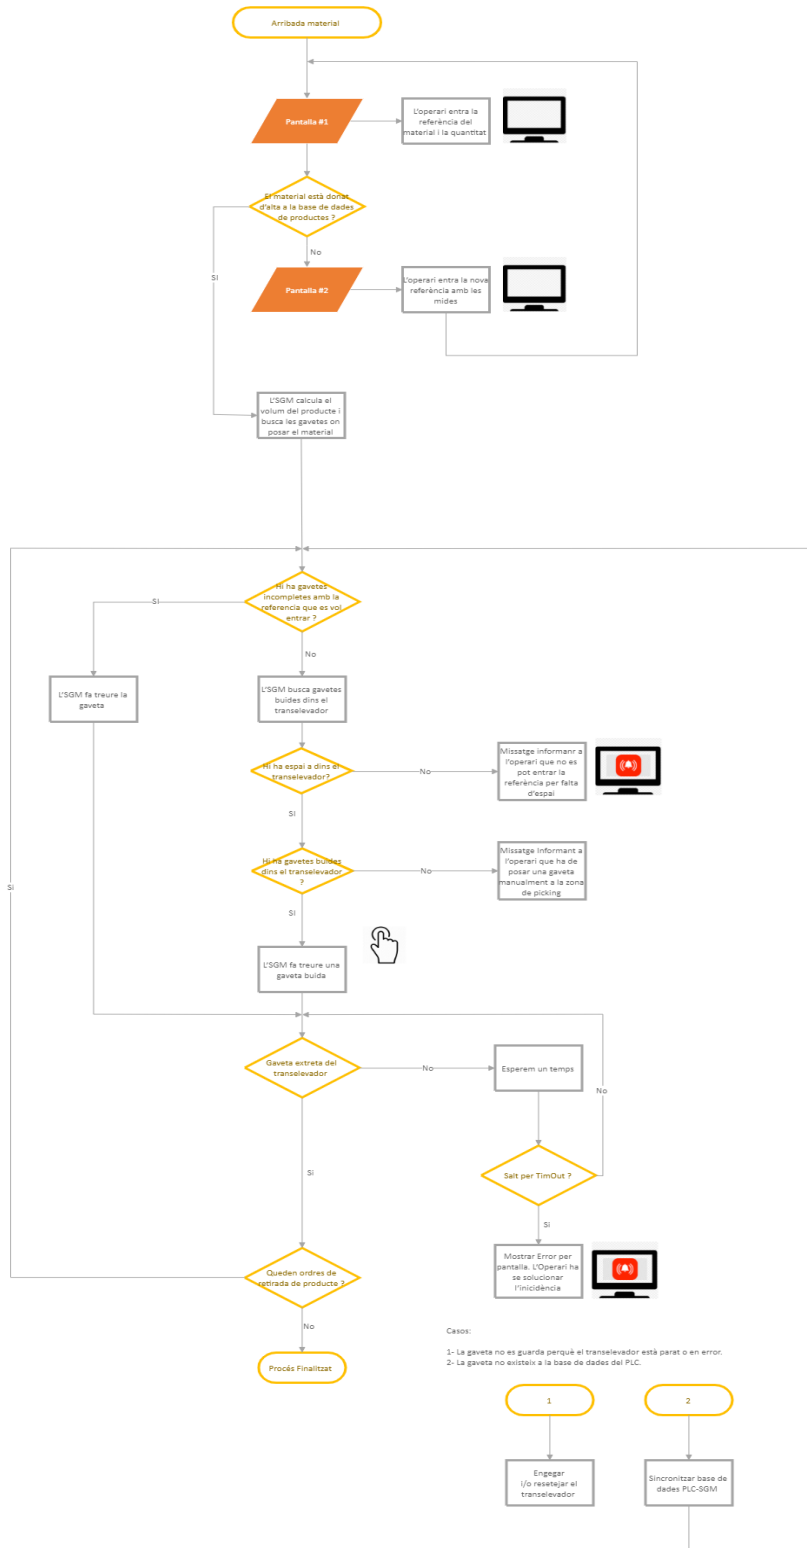 Arribada material
Pantalla #1
L'operari entra la
referència del
material i la quantitat
El material està donat
d'alta a la base de dades
de productes ?
Si
No
Pantalla #2
L'operari entra la nova
referència amb les
mides
L'SGM calcula el
volum del producte i
busca les gavetes on
posar el material
Hi ha gavetes
incompletes amb la
referencia que es vol
entrar ?
SI
No
L'SGM fa treure la
gaveta
L'SGM busca gavetes
buides dins el
transelevador
Hi ha espai a dins el
transelevador?
No
Missatge informanr a
l'operari que no es
pot entrar la
referència per falta
d'espai
SI
Hi ha gavetes buides
dins el transelevador
?
No
Missatge Informant a
l'operari que ha de
posar una gaveta
manualment a la zona
de picking
Si
SI
L'SGM fa treure una
gaveta buida
Gaveta extreta del
transelevador
No
Esperem un temps
No
Si
Salt per TimOut ?
Si
Queden ordres de
retirada de producte ?
Mostrar Error per
pantalla. L'Operari ha
se solucionar
l'inicidència
No
Procés Finalitzat
Casos:
1- La gaveta no es guarda perquè el transelevador està parat o en error.
2- La gaveta no existeix a la base de dades del PLC.
1
2
Engegar
i/o resetejar el
transelevador
Sincronitzar base de
dades PLC-SGM